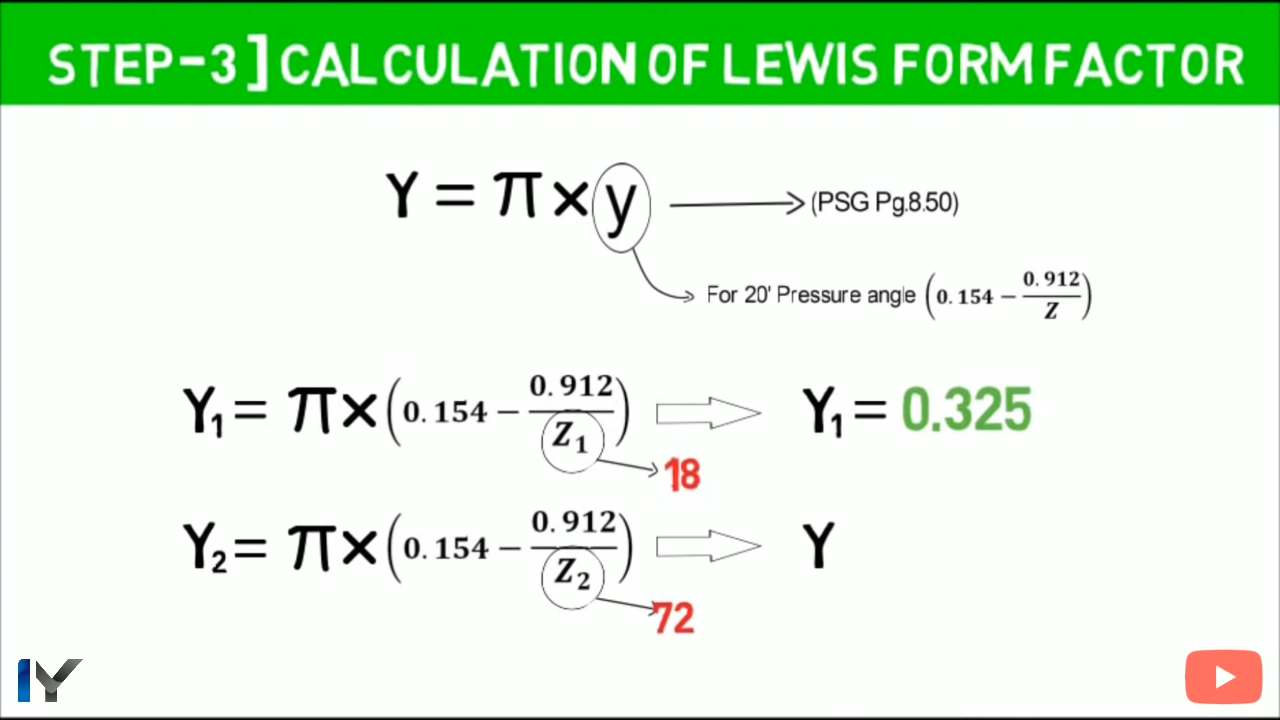 STEP-3] CALCULATION OF LEWIS FORM FACTOR
Y = π × y (PSG Pg.8.50)
For 20' Pressure angle (0.154 − 0.912/Z)
Y₁ = π × (0.154 − 0.912/Z₁) Y₁ = 0.325
18
Y₂ = π × (0.154 − 0.912/Z₂) Y
72
IY